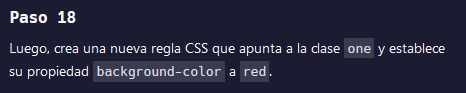 Paso 18
Luego, crea una nueva regla CSS que apunta a la clase one y establece
su propiedad background-color a red.